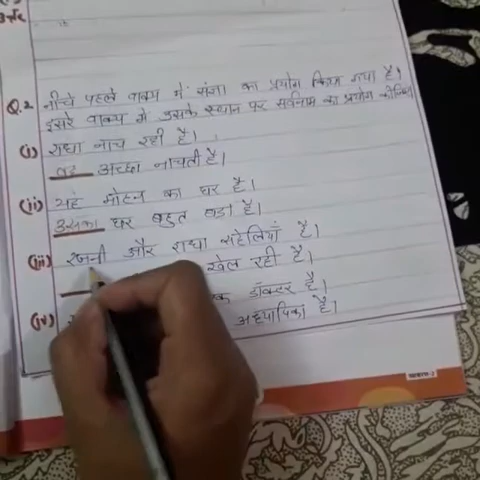 Q.2 नीचे पहले वाक्य में संज्ञा का प्रयोग किया गया है।
दूसरे वाक्य में उसके स्थान पर सर्वनाम का प्रयोग कीजिए।
(i) राधा नाच रही है।
वह अच्छा नाचती है।
(ii) यह मोहन का घर है।
उसका घर बहुत बड़ा है।
(iii) रजनी और राधा सहेलियाँ है।
खेल रही है।
(iv) डॉक्टर है।
अध्यापिका है।